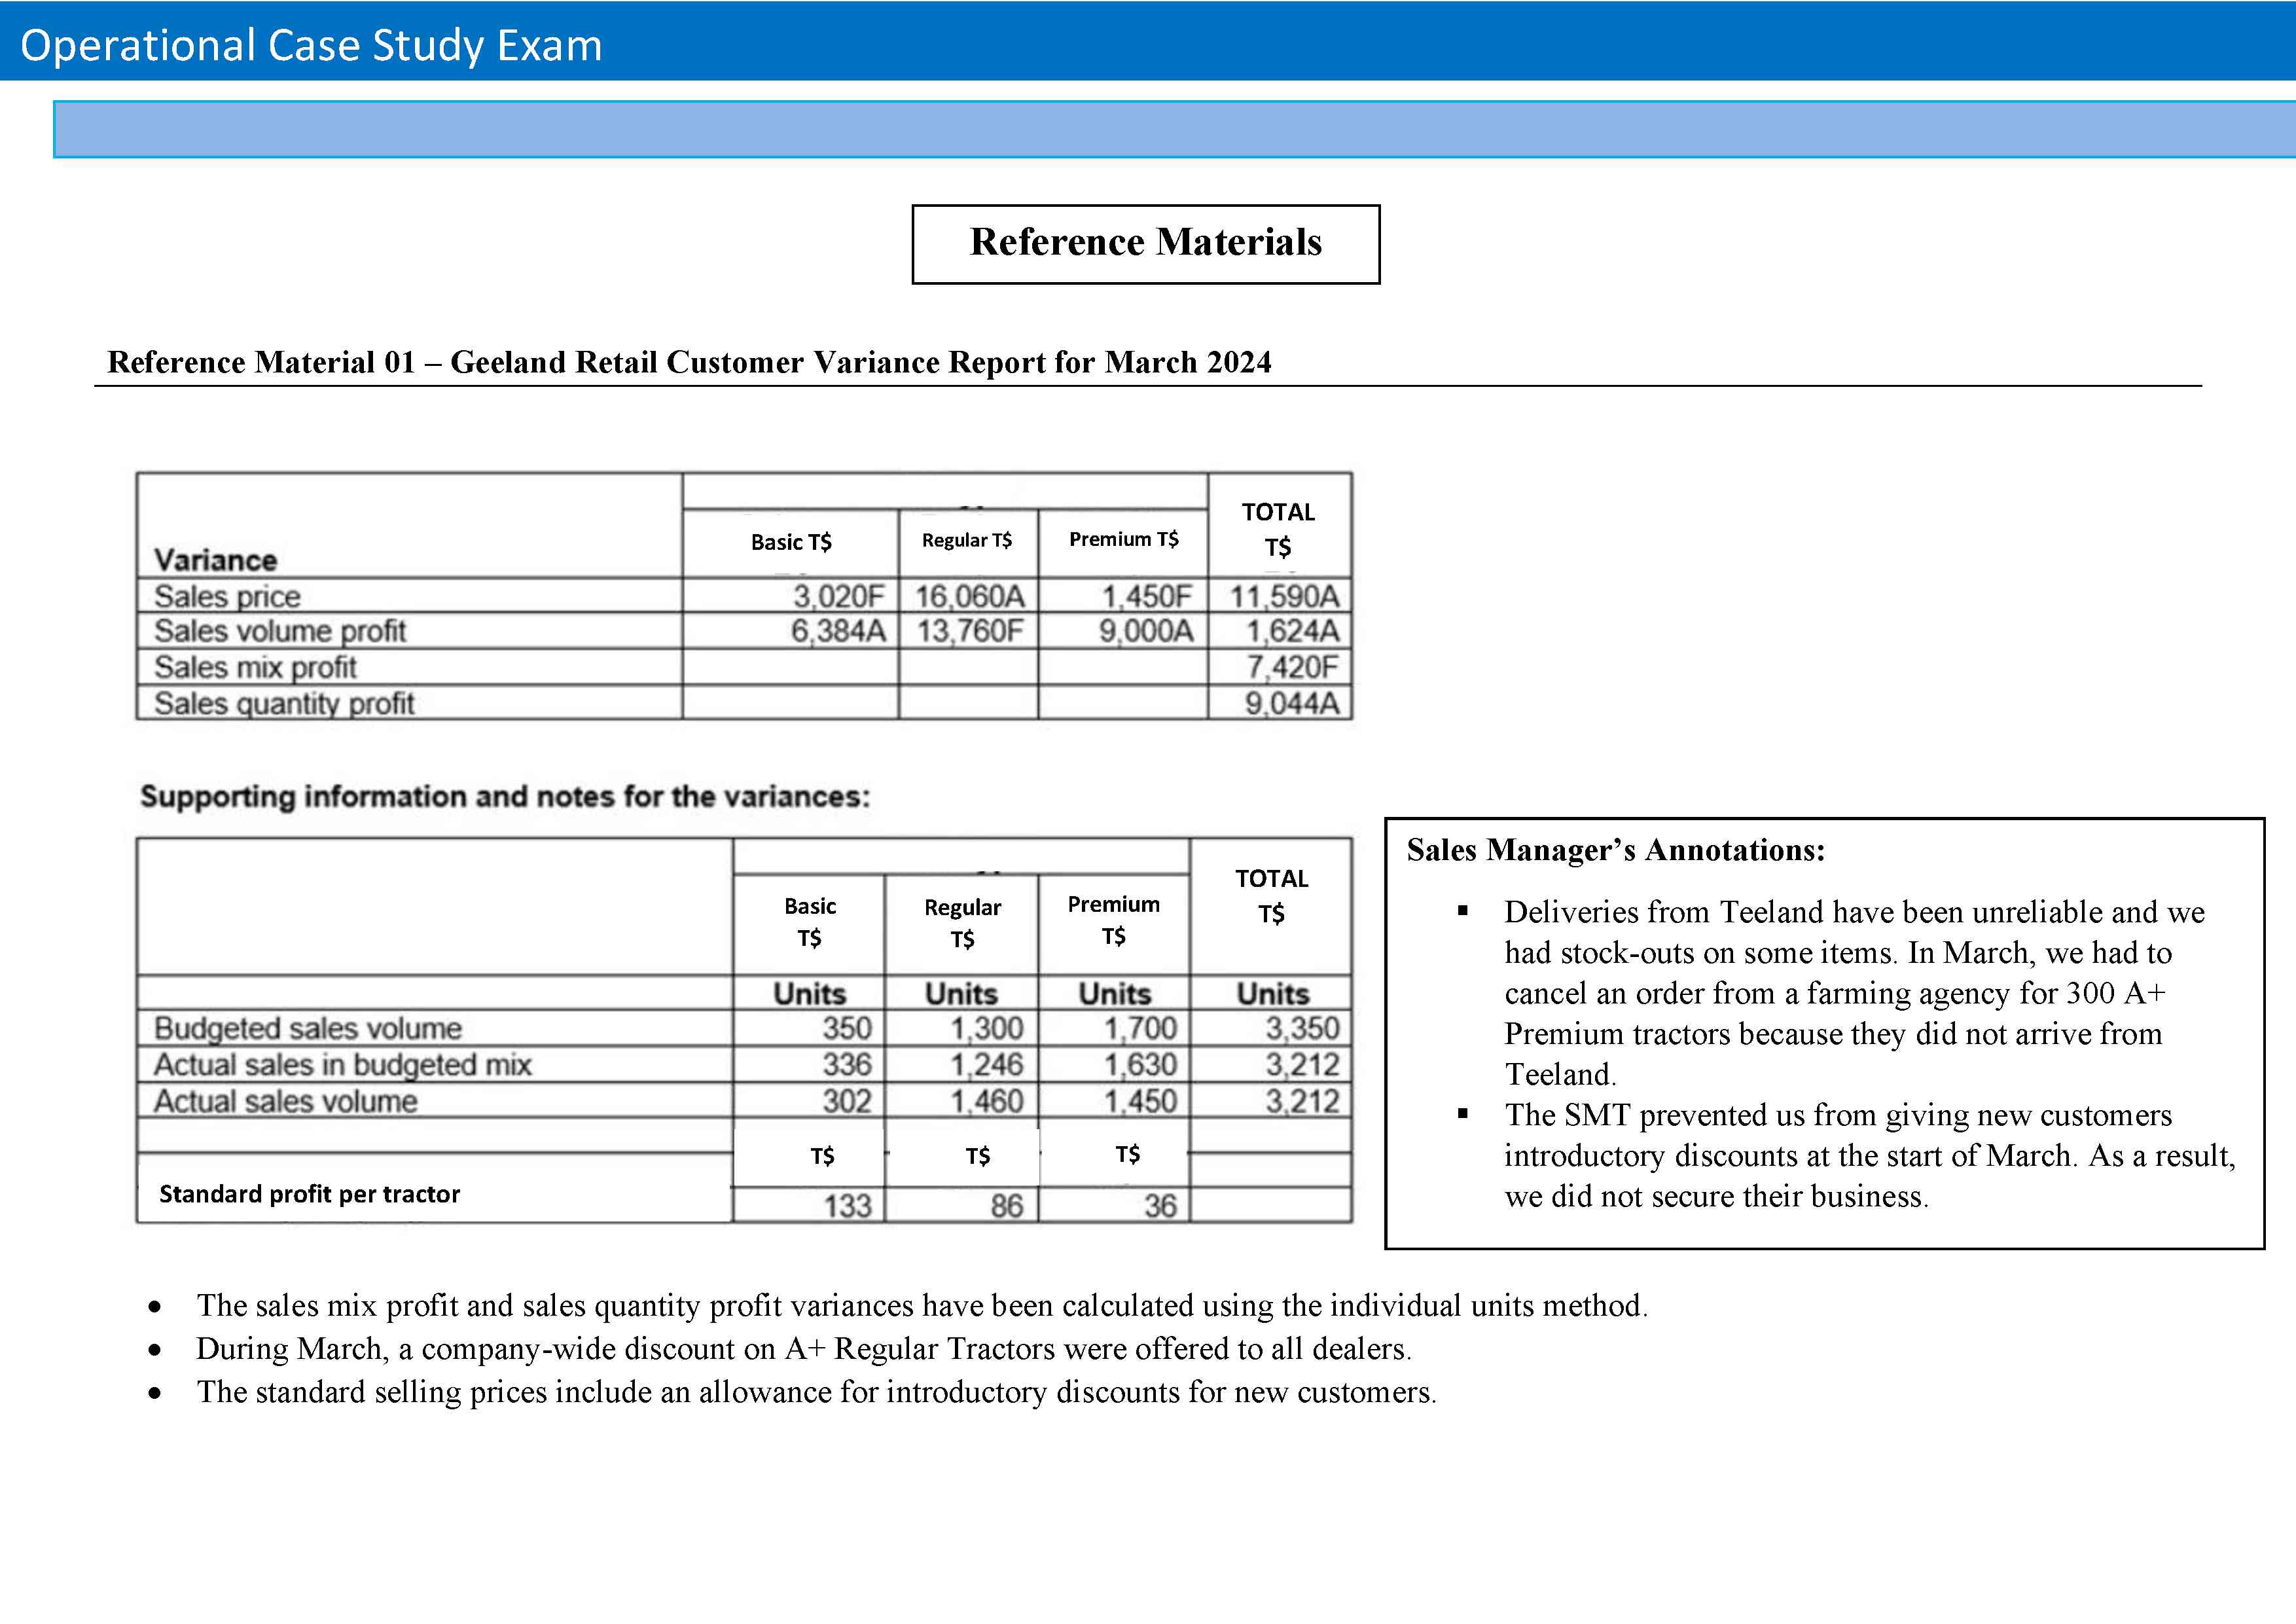 Operational Case Study Exam
Reference Materials
Reference Material 01 – Geeland Retail Customer Variance Report for March 2024
Variance Basic T$ Regular T$ Premium T$ TOTAL T$
Sales price 3,020F 16,060A 1,450F 11,590A
Sales volume profit 6,384A 13,760F 9,000A 1,624A
Sales mix profit 7,420F
Sales quantity profit 9,044A
Supporting information and notes for the variances:
Basic T$ Regular T$ Premium T$ TOTAL T$
Units Units Units Units
Budgeted sales volume 350 1,300 1,700 3,350
Actual sales in budgeted mix 336 1,246 1,630 3,212
Actual sales volume 302 1,460 1,450 3,212
T$ T$ T$
Standard profit per tractor 133 86 36
Sales Manager’s Annotations:
▪ Deliveries from Teeland have been unreliable and we
had stock-outs on some items. In March, we had to
cancel an order from a farming agency for 300 A+
Premium tractors because they did not arrive from
Teeland.
▪ The SMT prevented us from giving new customers
introductory discounts at the start of March. As a result,
we did not secure their business.
• The sales mix profit and sales quantity profit variances have been calculated using the individual units method.
• During March, a company-wide discount on A+ Regular Tractors were offered to all dealers.
• The standard selling prices include an allowance for introductory discounts for new customers.